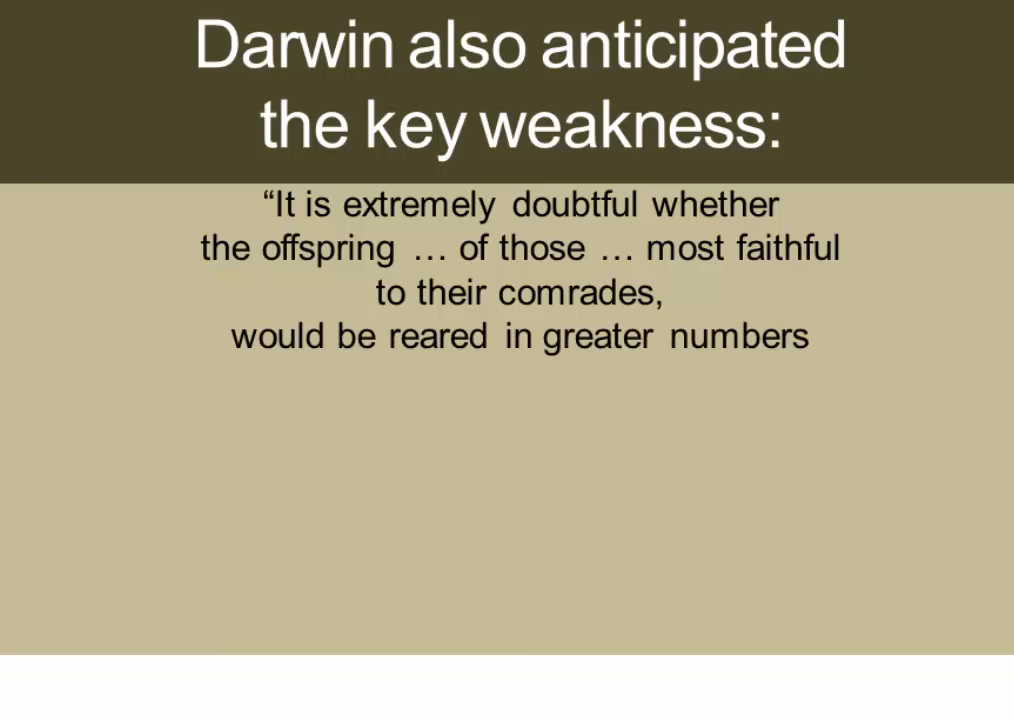 Darwin also anticipated
the key weakness:
“It is extremely doubtful whether
the offspring … of those … most faithful
to their comrades,
would be reared in greater numbers